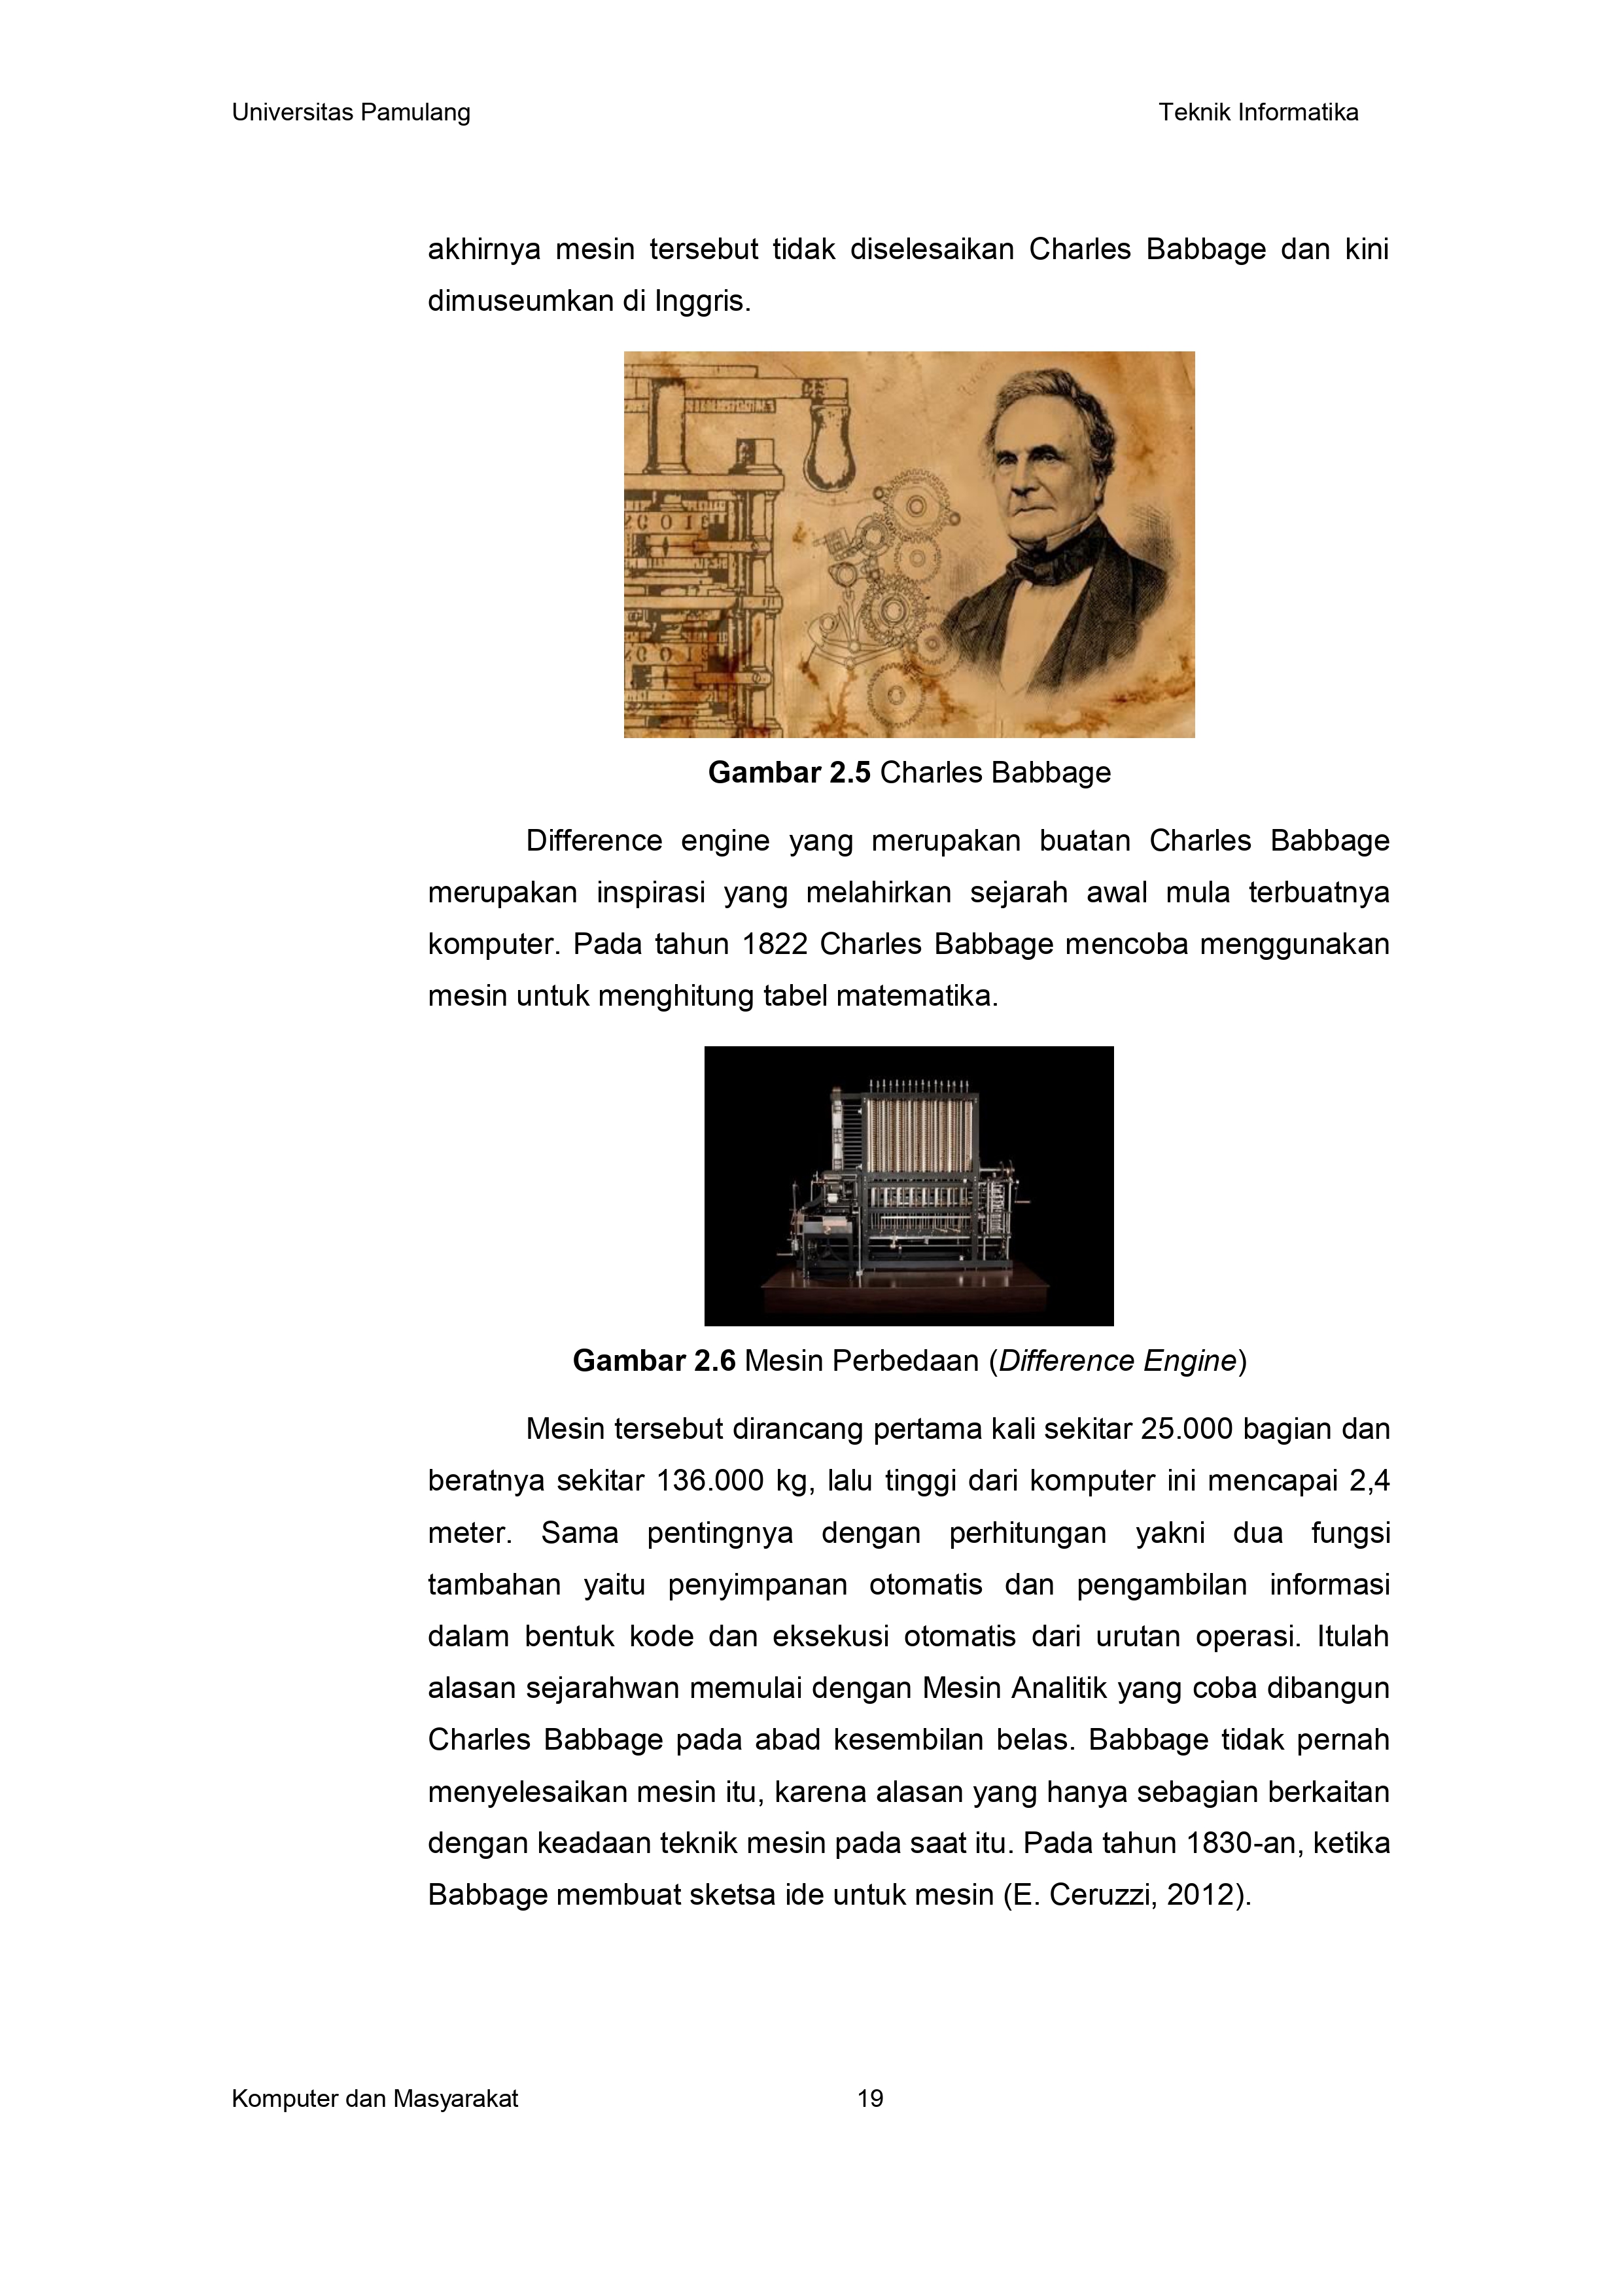 Universitas Pamulang Teknik Informatika
akhirnya mesin tersebut tidak diselesaikan Charles Babbage dan kini
dimuseumkan di Inggris.
Gambar 2.5 Charles Babbage
Difference engine yang merupakan buatan Charles Babbage
merupakan inspirasi yang melahirkan sejarah awal mula terbuatnya
komputer. Pada tahun 1822 Charles Babbage mencoba menggunakan
mesin untuk menghitung tabel matematika.
Gambar 2.6 Mesin Perbedaan (Difference Engine)
Mesin tersebut dirancang pertama kali sekitar 25.000 bagian dan
beratnya sekitar 136.000 kg, lalu tinggi dari komputer ini mencapai 2,4
meter. Sama pentingnya dengan perhitungan yakni dua fungsi
tambahan yaitu penyimpanan otomatis dan pengambilan informasi
dalam bentuk kode dan eksekusi otomatis dari urutan operasi. Itulah
alasan sejarahwan memulai dengan Mesin Analitik yang coba dibangun
Charles Babbage pada abad kesembilan belas. Babbage tidak pernah
menyelesaikan mesin itu, karena alasan yang hanya sebagian berkaitan
dengan keadaan teknik mesin pada saat itu. Pada tahun 1830-an, ketika
Babbage membuat sketsa ide untuk mesin (E. Ceruzzi, 2012).
Komputer dan Masyarakat 19